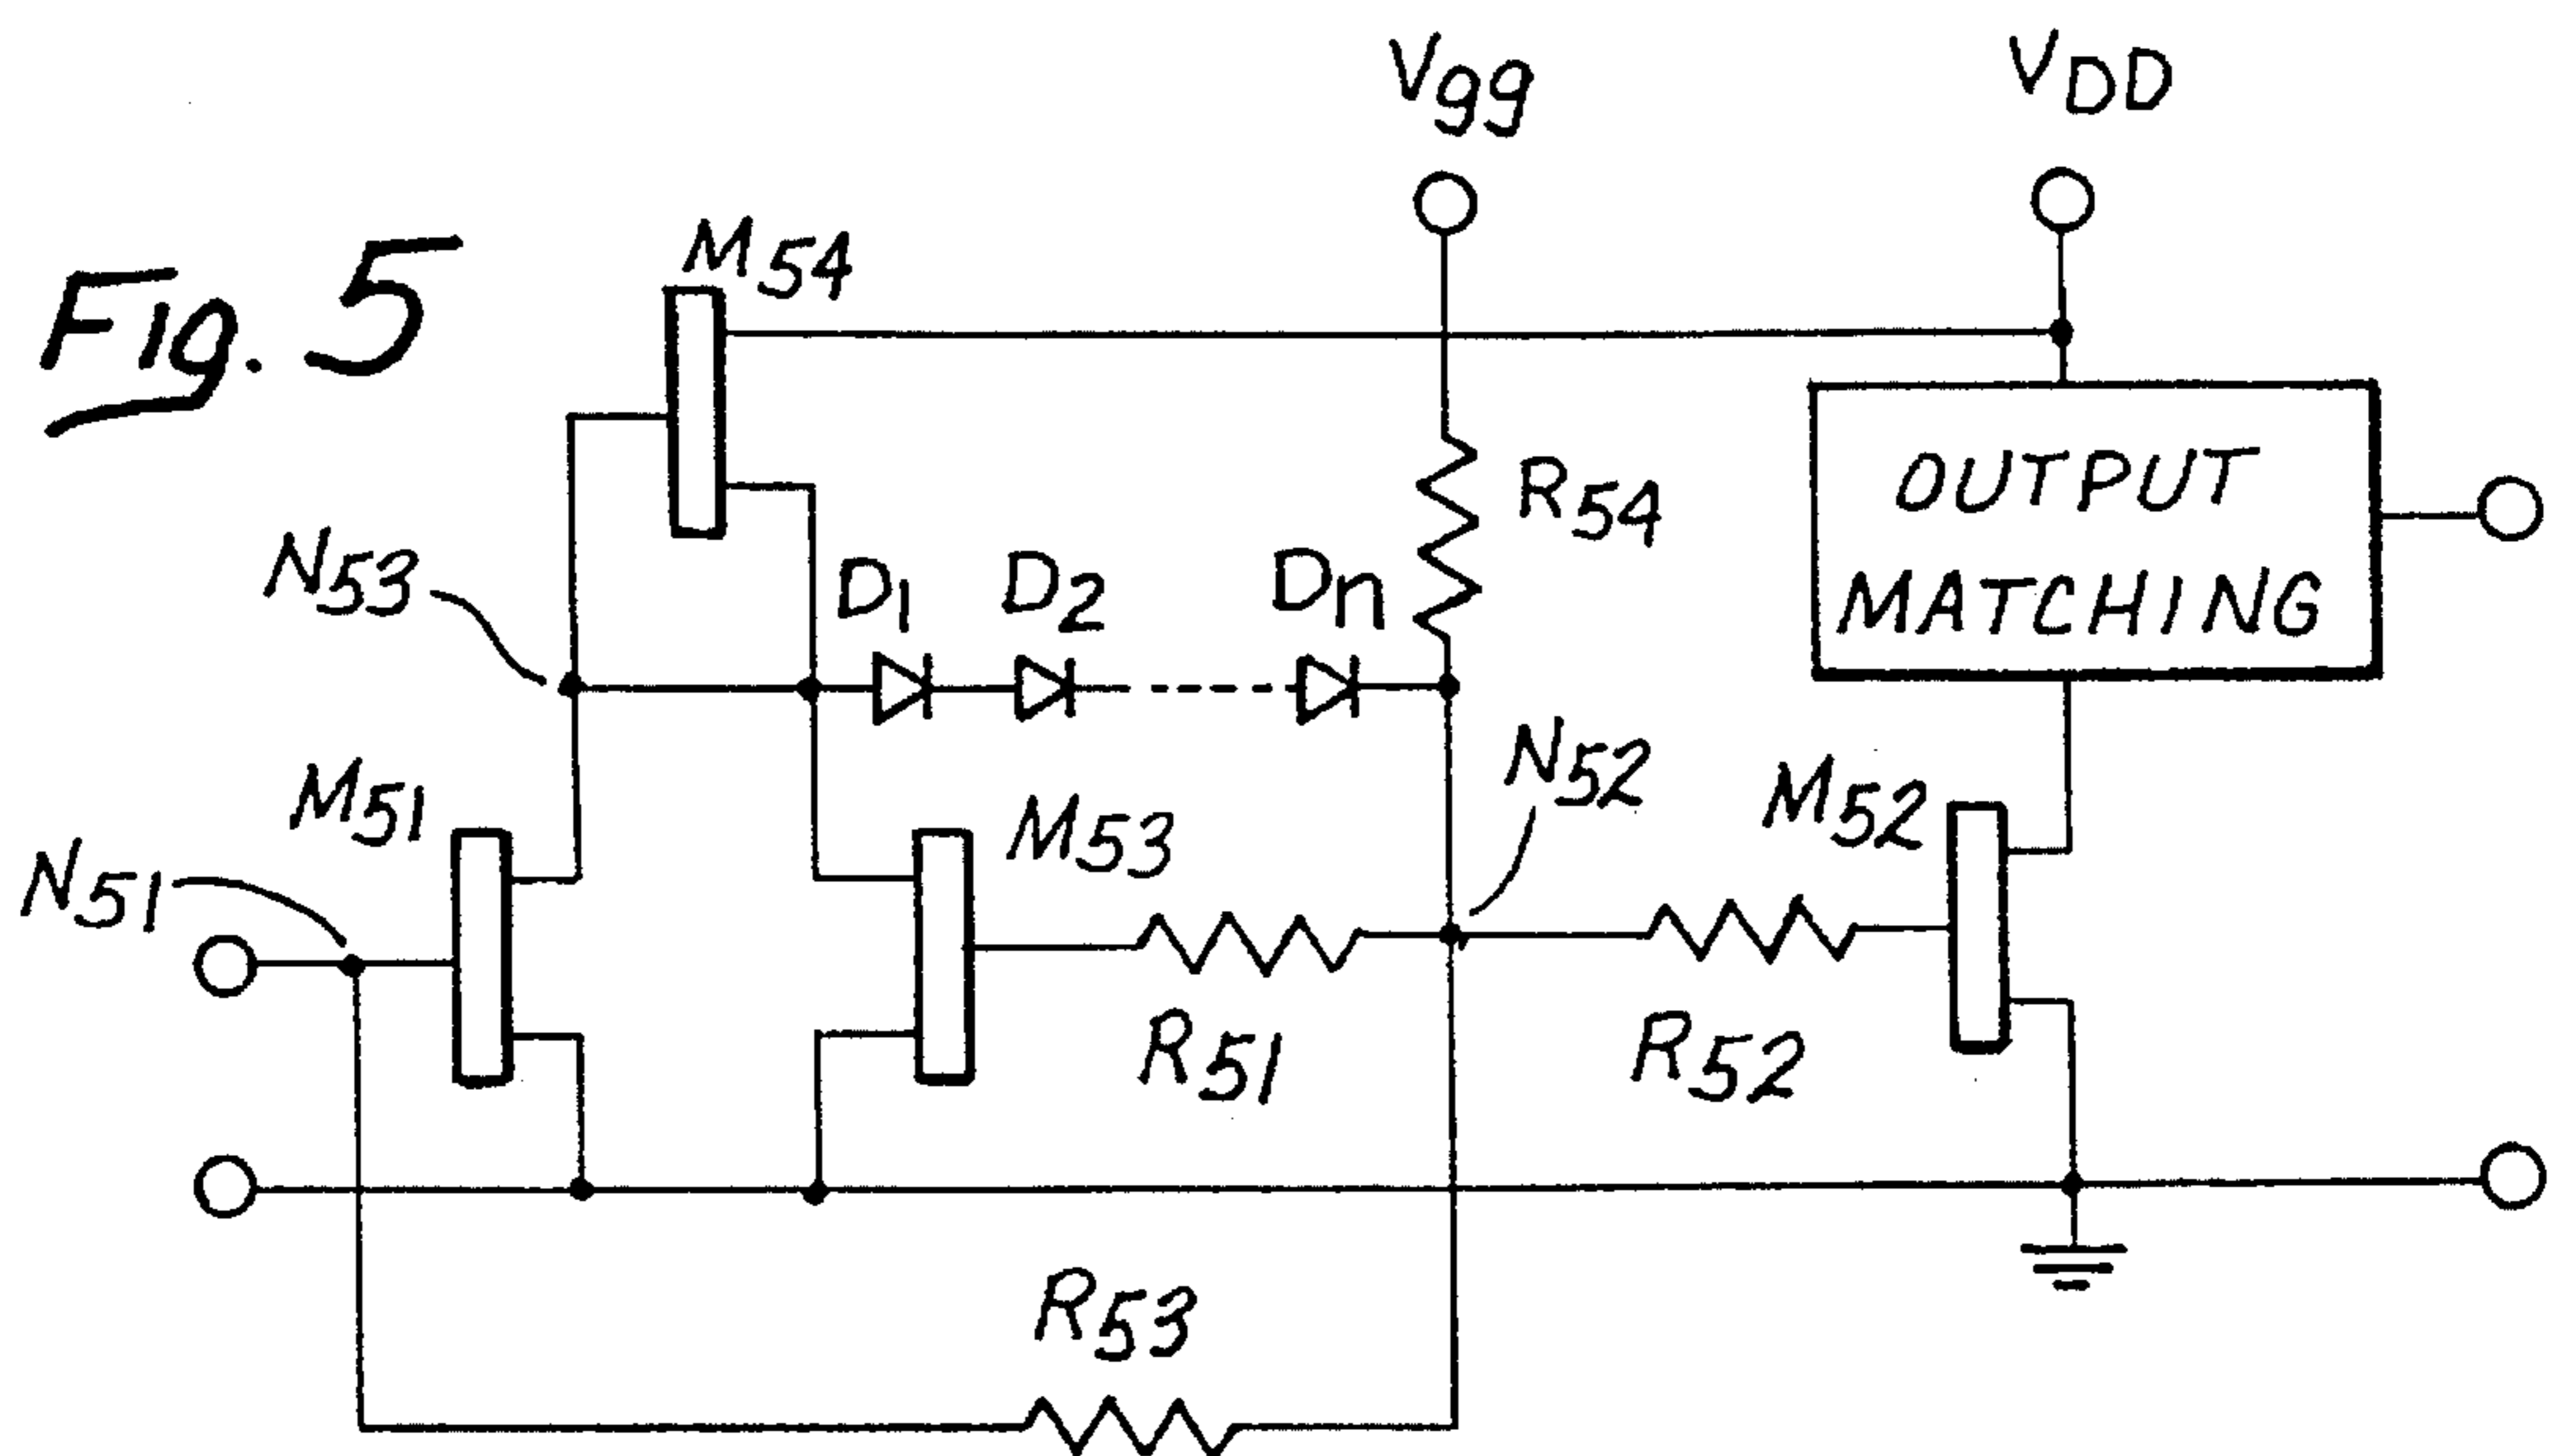 Fig. 5
Vgg
VDD
M54
R54
OUTPUT
MATCHING
N53
D1
D2
Dn
N52
M51
M53
M52
N51
R51
R52
R53